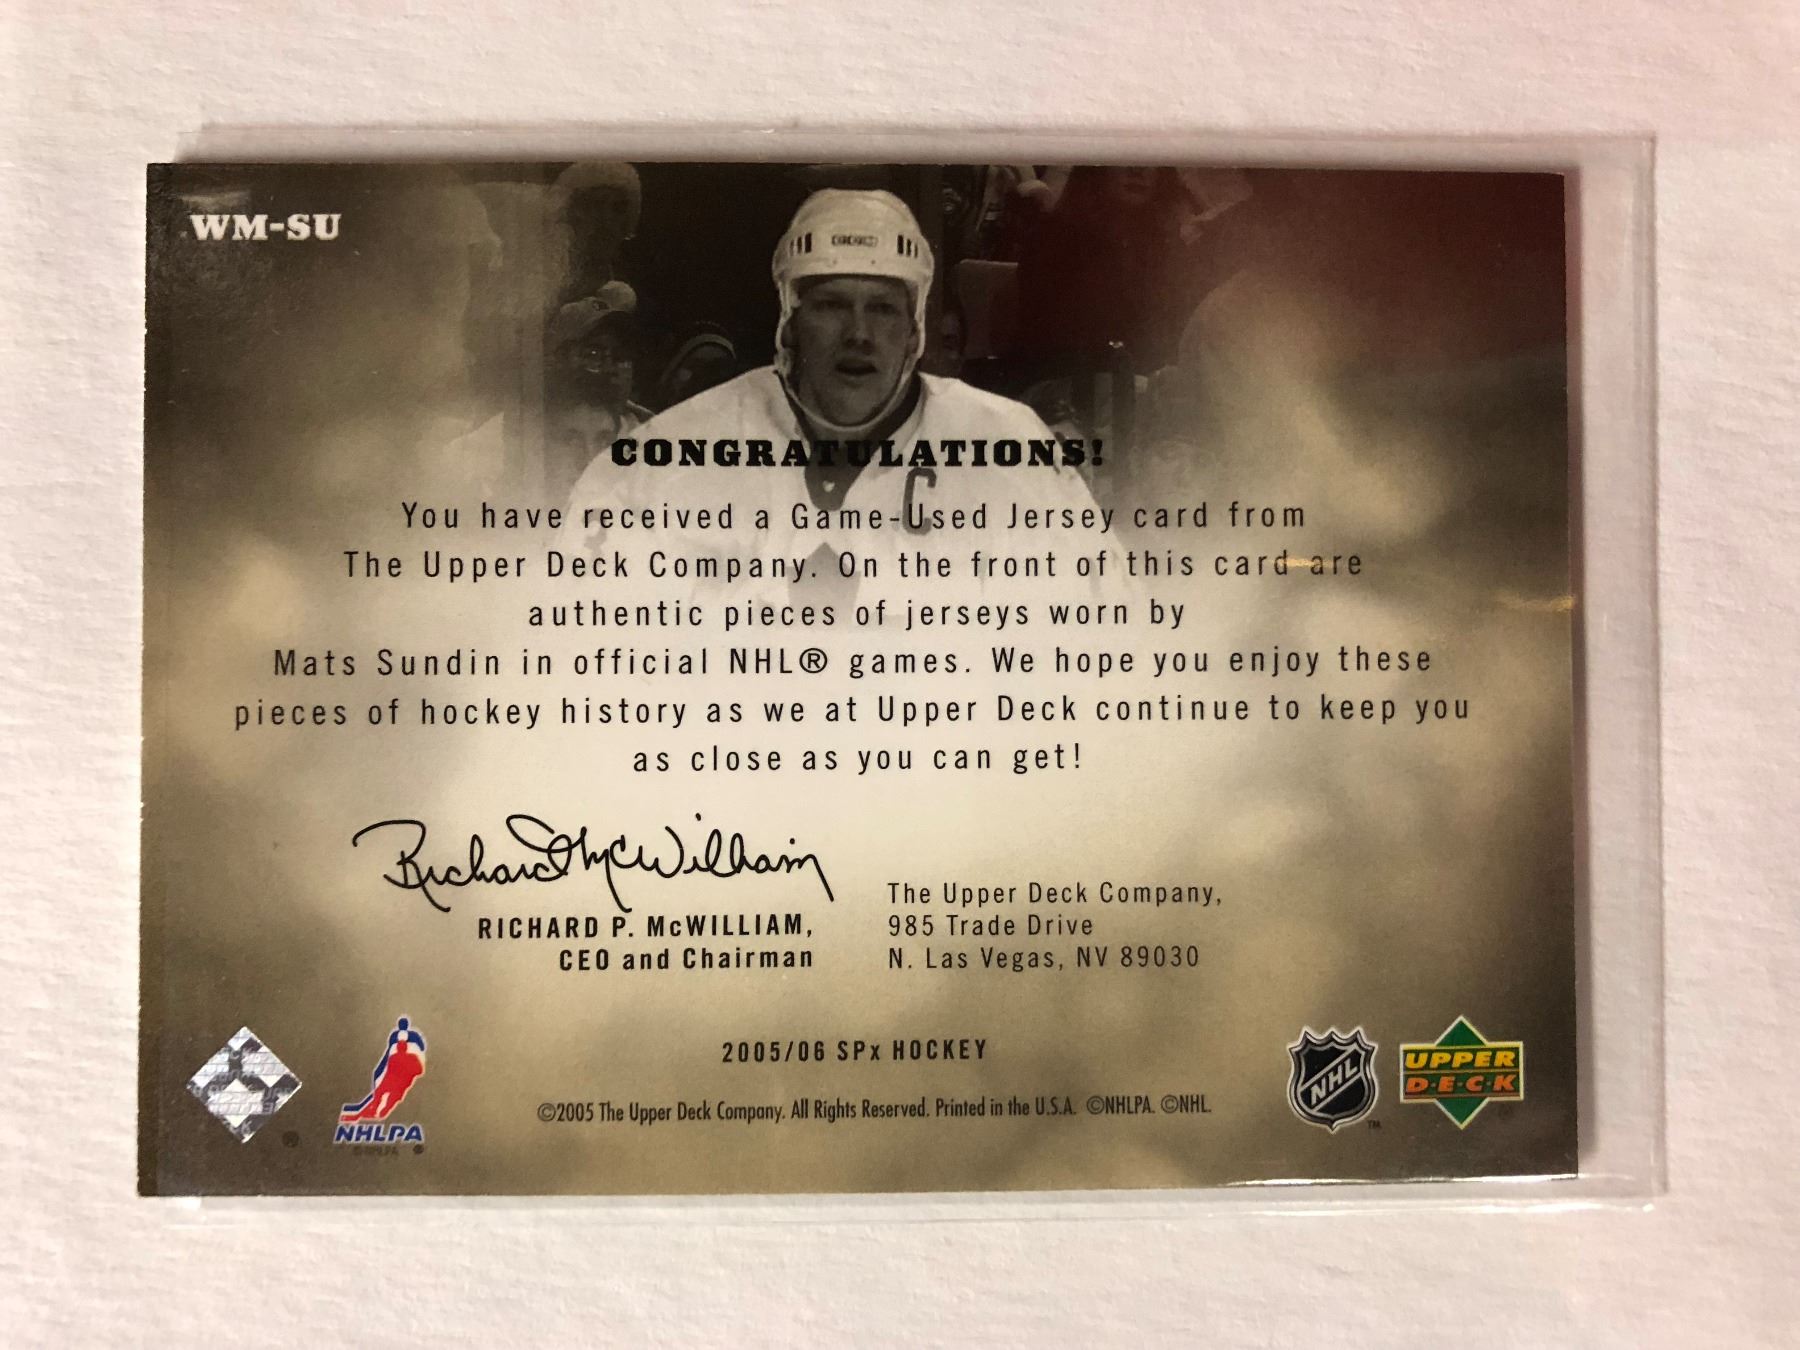 WM-SU
CONGRATULATIONS!
C
You have received a Game-Used Jersey card from
The Upper Deck Company. On the front of this card are
authentic pieces of jerseys worn by
Mats Sundin in official NHL® games. We hope you enjoy these
pieces of hockey history as we at Upper Deck continue to keep you
as close as you can get!
Richard McWilliam
RICHARD P. McWILLIAM,
CEO and Chairman
The Upper Deck Company,
985 Trade Drive
N. Las Vegas, NV 89030
2005/06 SPx HOCKEY
©2005 The Upper Deck Company. All Rights Reserved. Printed in the U.S.A. ©NHLPA. ©NHL.
®
NHLPA
©NHLPA ®
NHL
TM
UPPER
DECK